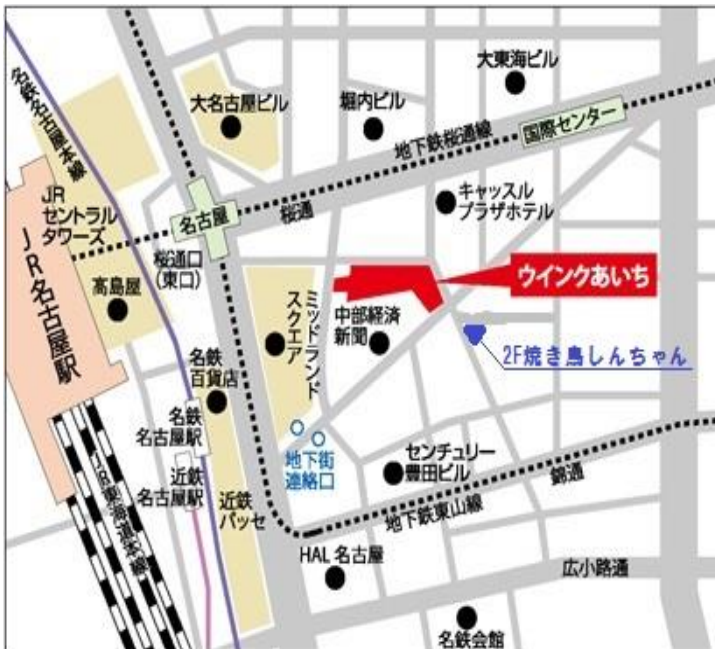 名鉄名古屋本線
大名古屋ビル
堀内ビル
大東海ビル
国際センター
地下鉄桜通線
JR
セントラル
タワーズ
名古屋
桜通
キャッスル
プラザホテル
JR名古屋駅
桜通口
(東口)
高島屋
ミッドランド
スクエア
ウインクあいち
中部経済
新聞
2F焼き鳥しんちゃん
名鉄
百貨店
名鉄
名古屋駅
地下街
連絡口
センチュリー
豊田ビル
錦通
近鉄
名古屋駅
近鉄
パッセ
地下鉄東山線
JR東海道本線
HAL 名古屋
広小路通
名鉄会館